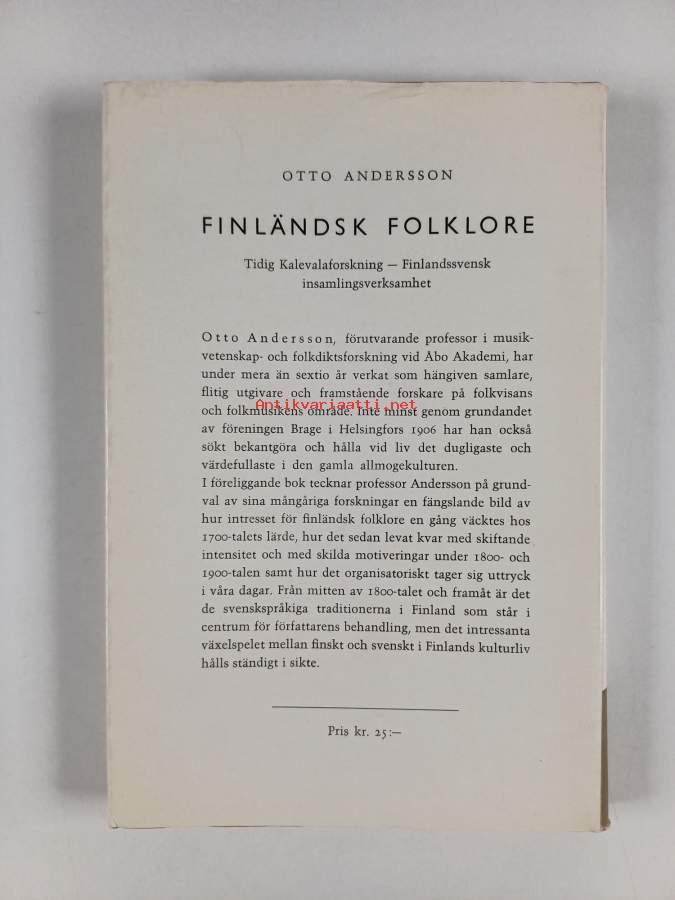 OTTO ANDERSSON
FINLÄNDSK FOLKLORE
Tidig Kalevalaforskning — Finlandssvensk
insamlingsverksamhet
Otto Andersson, förutvarande professor i musik-
vetenskap- och folkdiktsforskning vid Åbo Akademi, har
under mera än sextio år verkat som hängiven samlare,
flitig utgivare och framstående forskare på folkvisans
Antikvariaatti.net
och folkmusikens område. Inte minst genom grundandet
av föreningen Brage i Helsingfors 1906 har han också
sökt bekantgöra och hålla vid liv det dugligaste och
värdefullaste i den gamla allmogekulturen.
I föreliggande bok tecknar professor Andersson på grund-
val av sina mångåriga forskningar en fängslande bild av
hur intresset för finländsk folklore en gång väcktes hos
1700-talets lärde, hur det sedan levat kvar med skiftande
intensitet och med skilda motiveringar under 1800- och
1900-talen samt hur det organisatoriskt tager sig uttryck
i våra dagar. Från mitten av 1800-talet och framåt är det
de svenskspråkiga traditionerna i Finland som står i
centrum för författarens behandling, men det intressanta
växelspelet mellan finskt och svenskt i Finlands kulturliv
hålls ständigt i sikte.
Pris kr. 25:—